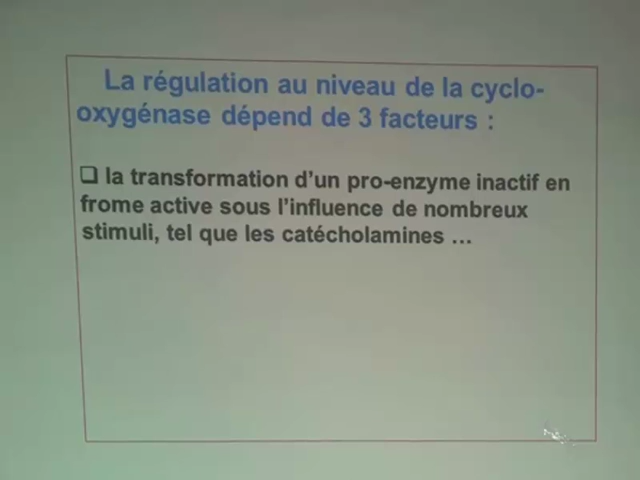 La régulation au niveau de la cyclo-
oxygénase dépend de 3 facteurs :
❑ la transformation d'un pro-enzyme inactif en
frome active sous l'influence de nombreux
stimuli, tel que les catécholamines ...